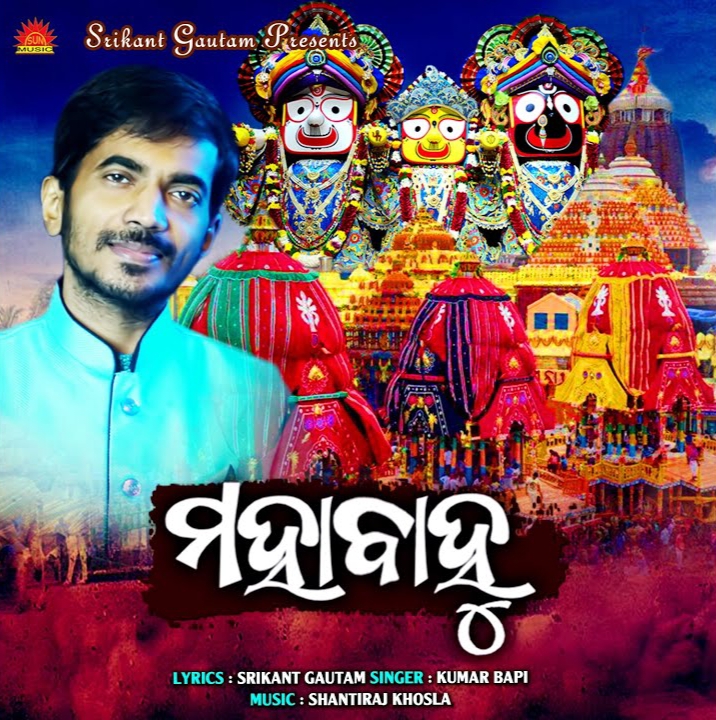 SUN
MUSIC
Srikant Gautam Presents
ମହାବାହୁ
LYRICS : SRIKANT GAUTAM SINGER : KUMAR BAPI
MUSIC : SHANTIRAJ KHOSLA